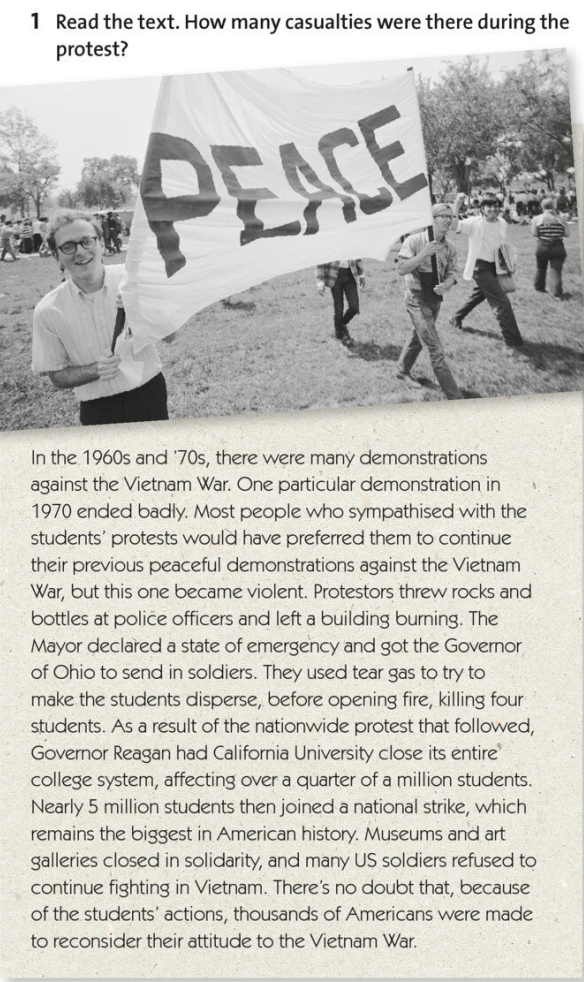 1 Read the text. How many casualties were there during the
protest?
PEACE
In the 1960s and '70s, there were many demonstrations
against the Vietnam War. One particular demonstration in
1970 ended badly. Most people who sympathised with the
students' protests would have preferred them to continue
their previous peaceful demonstrations against the Vietnam
War, but this one became violent. Protestors threw rocks and
bottles at police officers and left a building burning. The
Mayor declared a state of emergency and got the Governor
of Ohio to send in soldiers. They used tear gas to try to
make the students disperse, before opening fire, killing four
students. As a result of the nationwide protest that followed,
Governor Reagan had California University close its entire
college system, affecting over a quarter of a million students.
Nearly 5 million students then joined a national strike, which
remains the biggest in American history. Museums and art
galleries closed in solidarity, and many US soldiers refused to
continue fighting in Vietnam. There's no doubt that, because
of the students' actions, thousands of Americans were made
to reconsider their attitude to the Vietnam War.